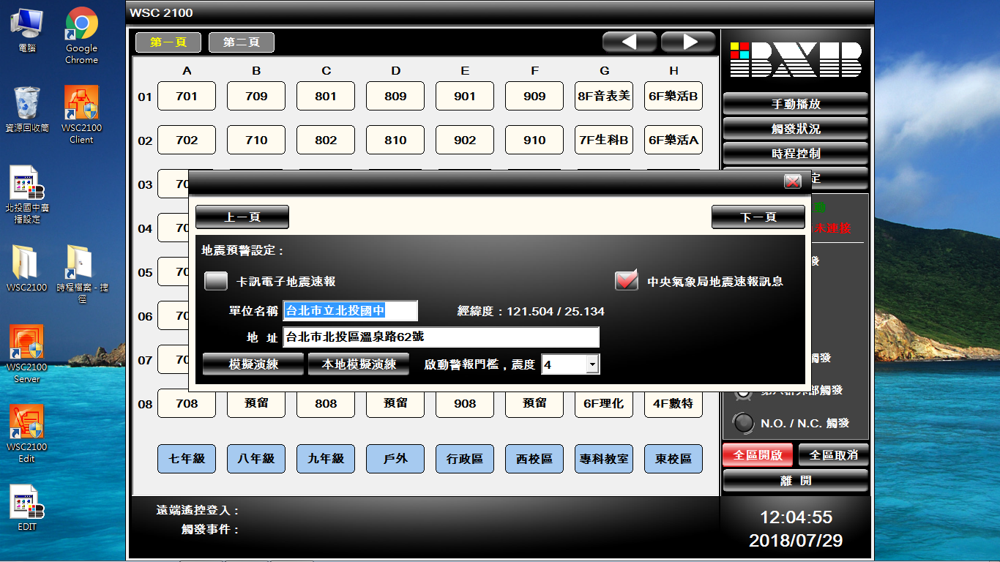 WSC 2100
電腦
Google
Chrome
資源回收筒
WSC2100
Client
北投國中廣
播設定
WSC2100
時程檔案 - 捷
徑
WSC2100
Server
WSC2100
Edit
EDIT
第一頁 第二頁
A B C D E F G H
01 701 709 801 809 901 909 8F音表美 6F樂活B
02 702 710 802 810 902 910 7F生科B 6F樂活A
03 70
04 70
05 70
06 70
07 70
08 708 預留 808 預留 908 預留 6F理化 4F數特
七年級 八年級 九年級 戶外 行政區 西校區 專科教室 東校區
上一頁 下一頁
地震預警設定：
卡訊電子地震速報 中央氣象局地震速報訊息
單位名稱 台北市立北投國中 經緯度：121.504 / 25.134
地 址 台北市北投區溫泉路62號
模擬演練 本地模擬演練 啟動警報門檻，震度 4
BXB
手動播放
觸發狀況
時程控制
定
動
未連接
發
觸發
部觸發
N.O. / N.C. 觸發
全區開啟 全區取消
離 開
遠端遙控登入：
觸發事件：
12:04:55
2018/07/29